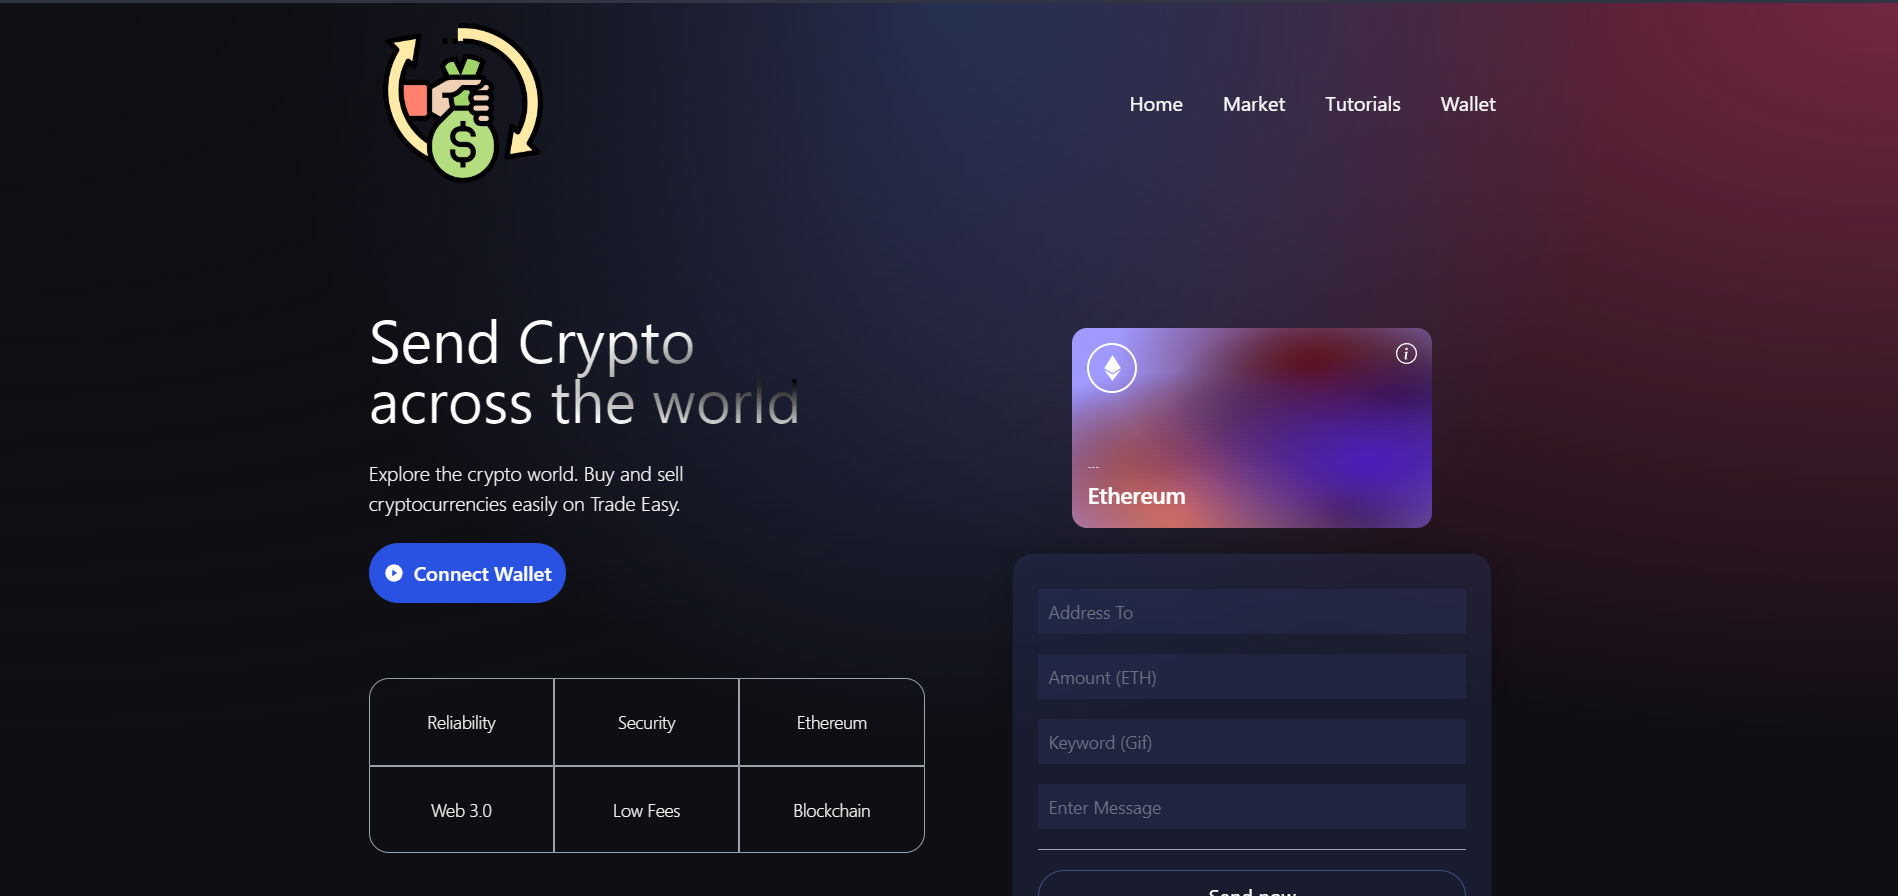 $
Home
Market
Tutorials
Wallet
Send Crypto
across the world
Explore the crypto world. Buy and sell
cryptocurrencies easily on Trade Easy.
Connect Wallet
Reliability
Security
Ethereum
Web 3.0
Low Fees
Blockchain
i
...
Ethereum
Address To
Amount (ETH)
Keyword (Gif)
Enter Message
Send now